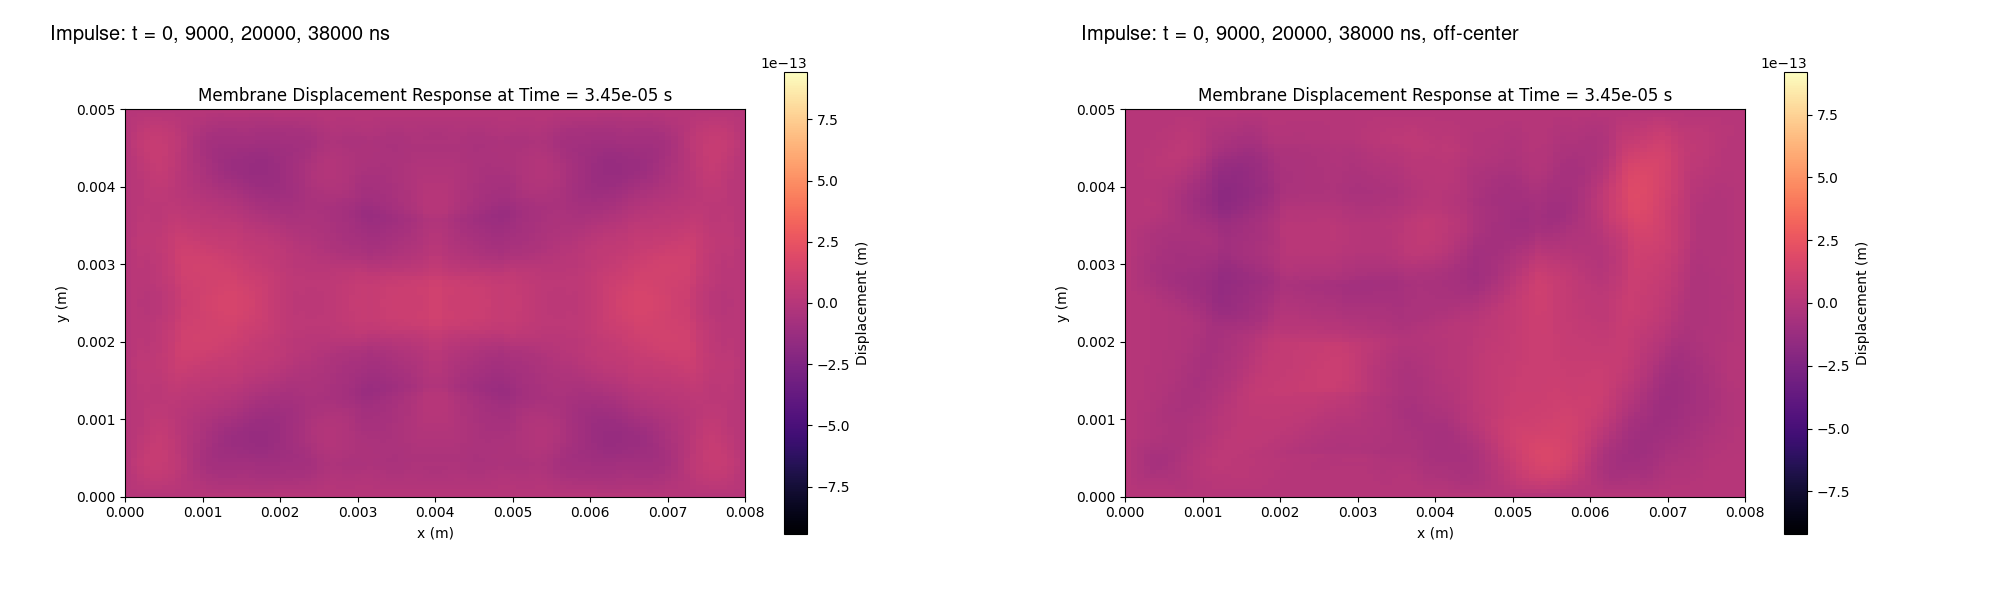 Impulse: t = 0, 9000, 20000, 38000 ns
1e−13
Membrane Displacement Response at Time = 3.45e-05 s
0.005
0.004
0.003
0.002
0.001
0.000
y (m)
0.000 0.001 0.002 0.003 0.004 0.005 0.006 0.007 0.008
x (m)
7.5
5.0
2.5
0.0
−2.5
−5.0
−7.5
Displacement (m)
Impulse: t = 0, 9000, 20000, 38000 ns, off-center
1e−13
Membrane Displacement Response at Time = 3.45e-05 s
0.005
0.004
0.003
0.002
0.001
0.000
y (m)
0.000 0.001 0.002 0.003 0.004 0.005 0.006 0.007 0.008
x (m)
7.5
5.0
2.5
0.0
−2.5
−5.0
−7.5
Displacement (m)